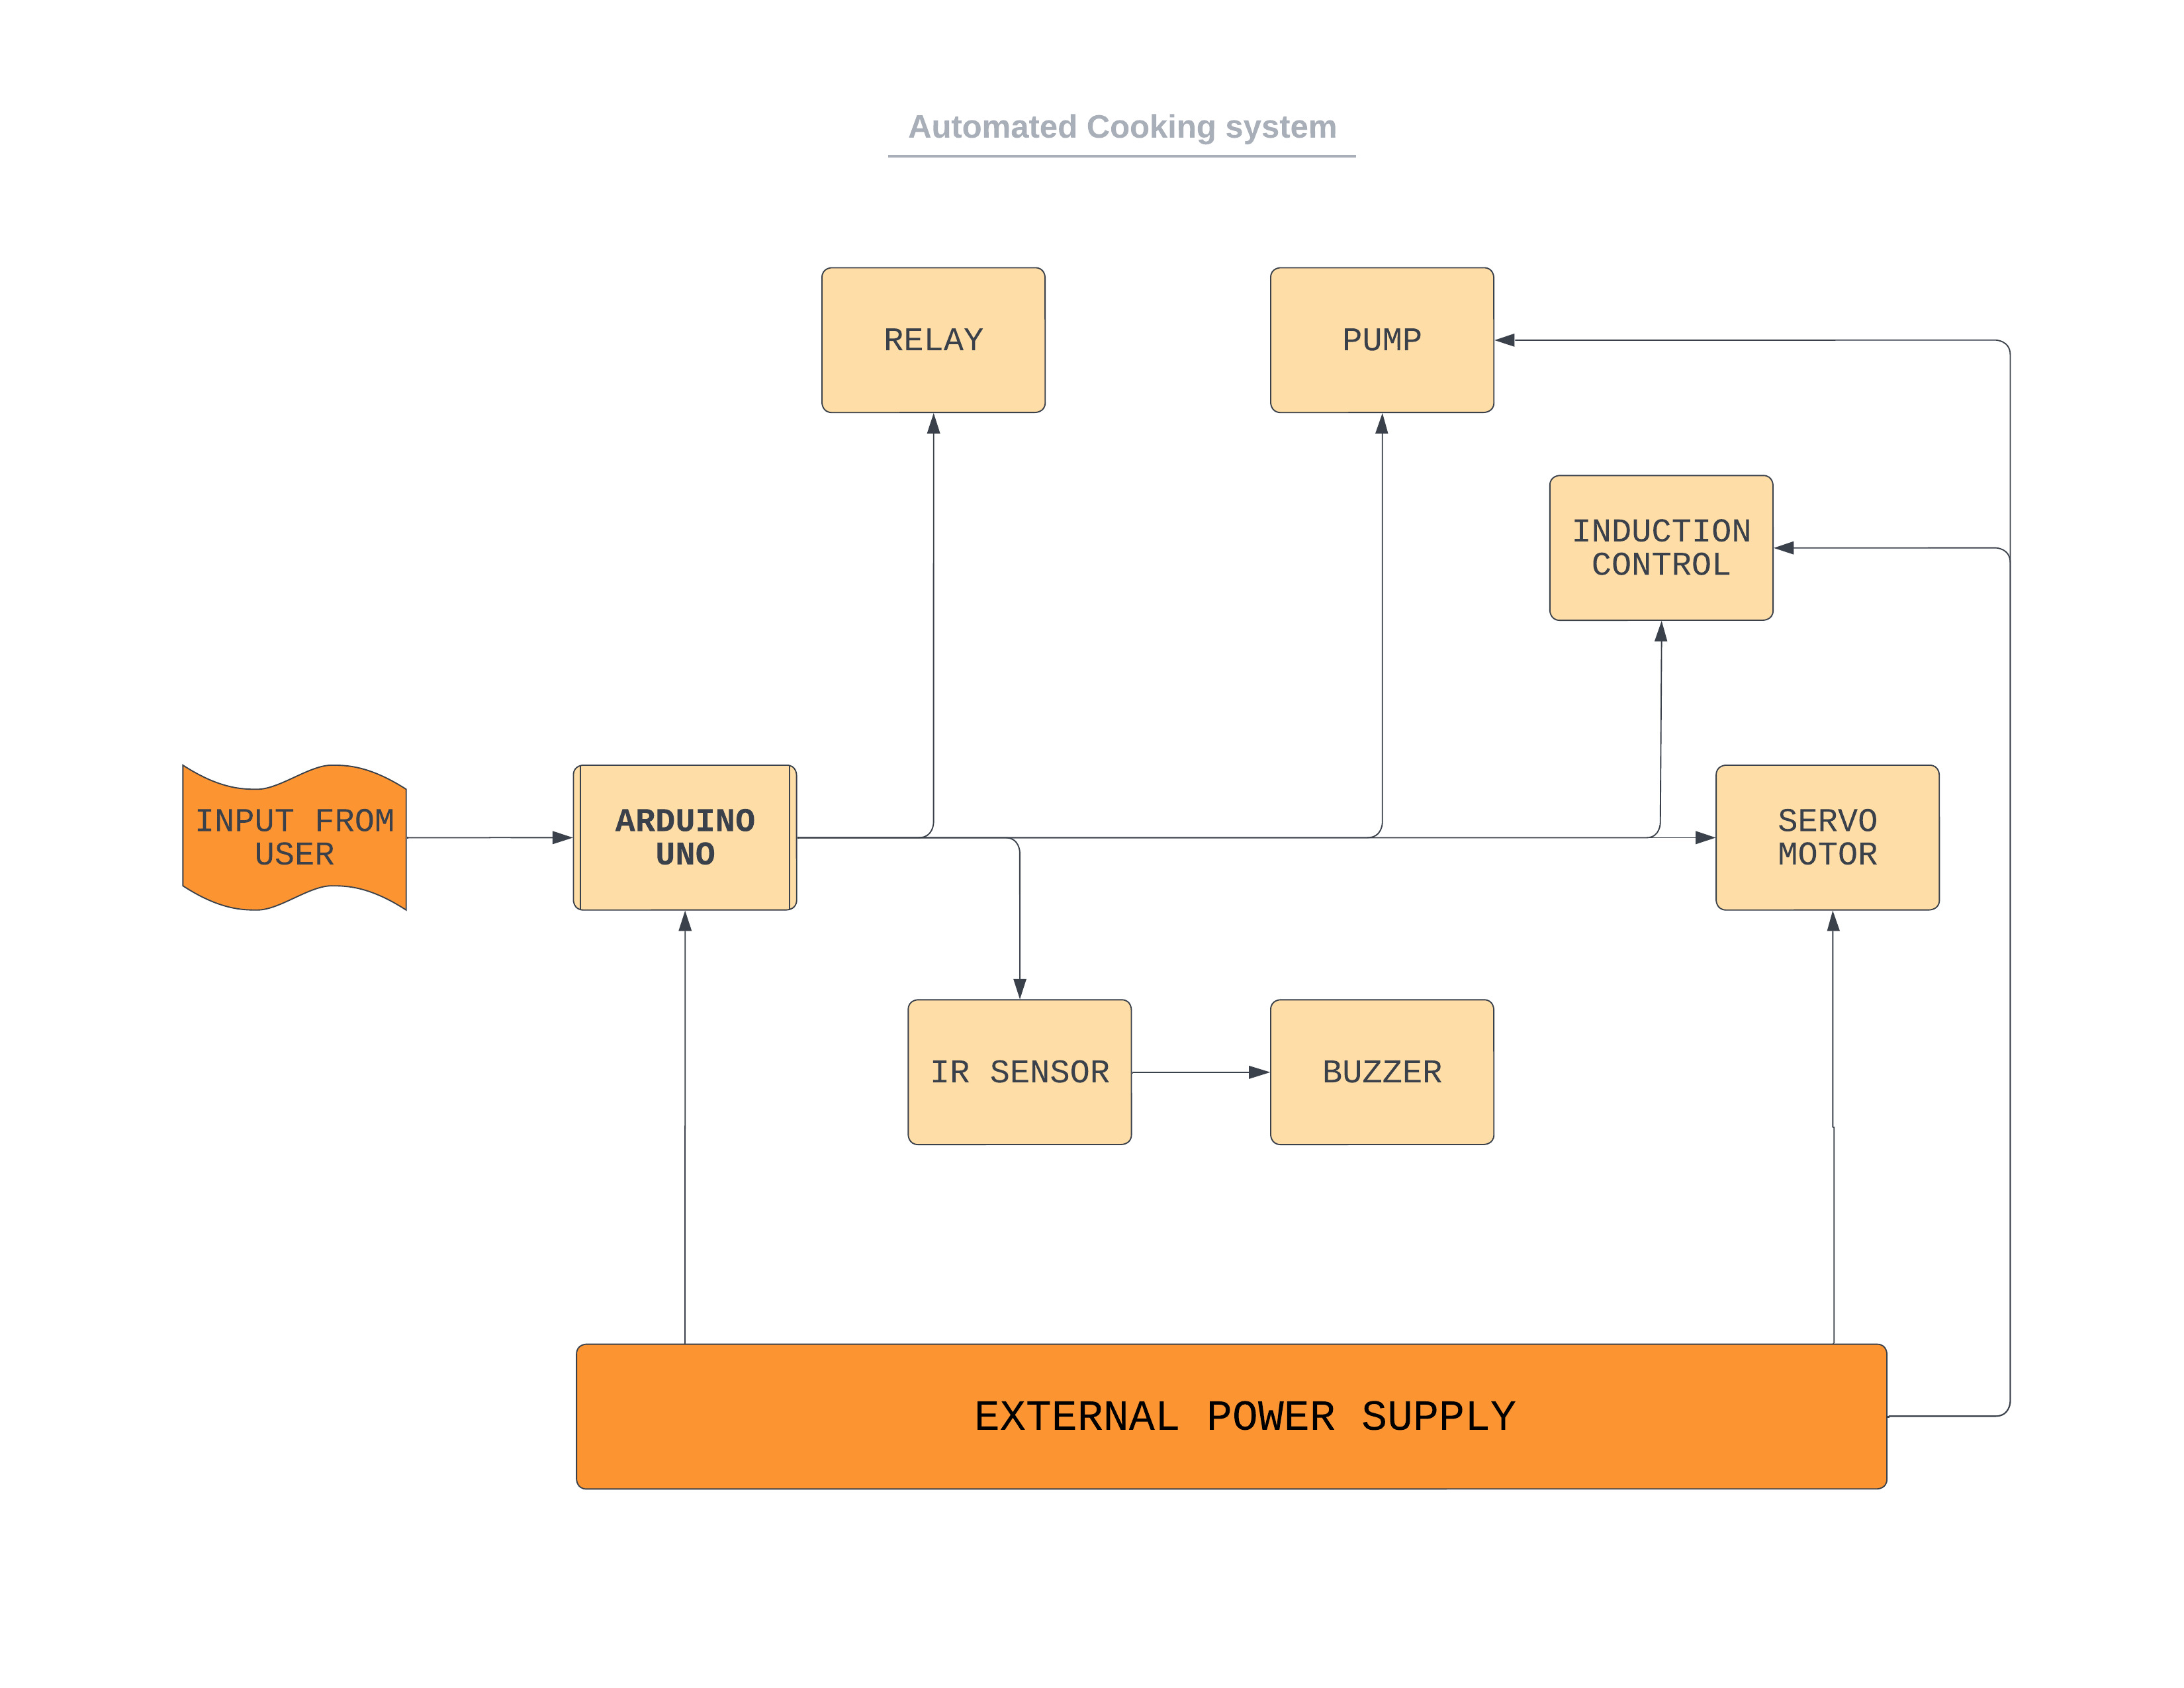 Automated Cooking system
RELAY
PUMP
INDUCTION
CONTROL
INPUT FROM
USER
ARDUINO
UNO
SERVO
MOTOR
IR SENSOR
BUZZER
EXTERNAL POWER SUPPLY